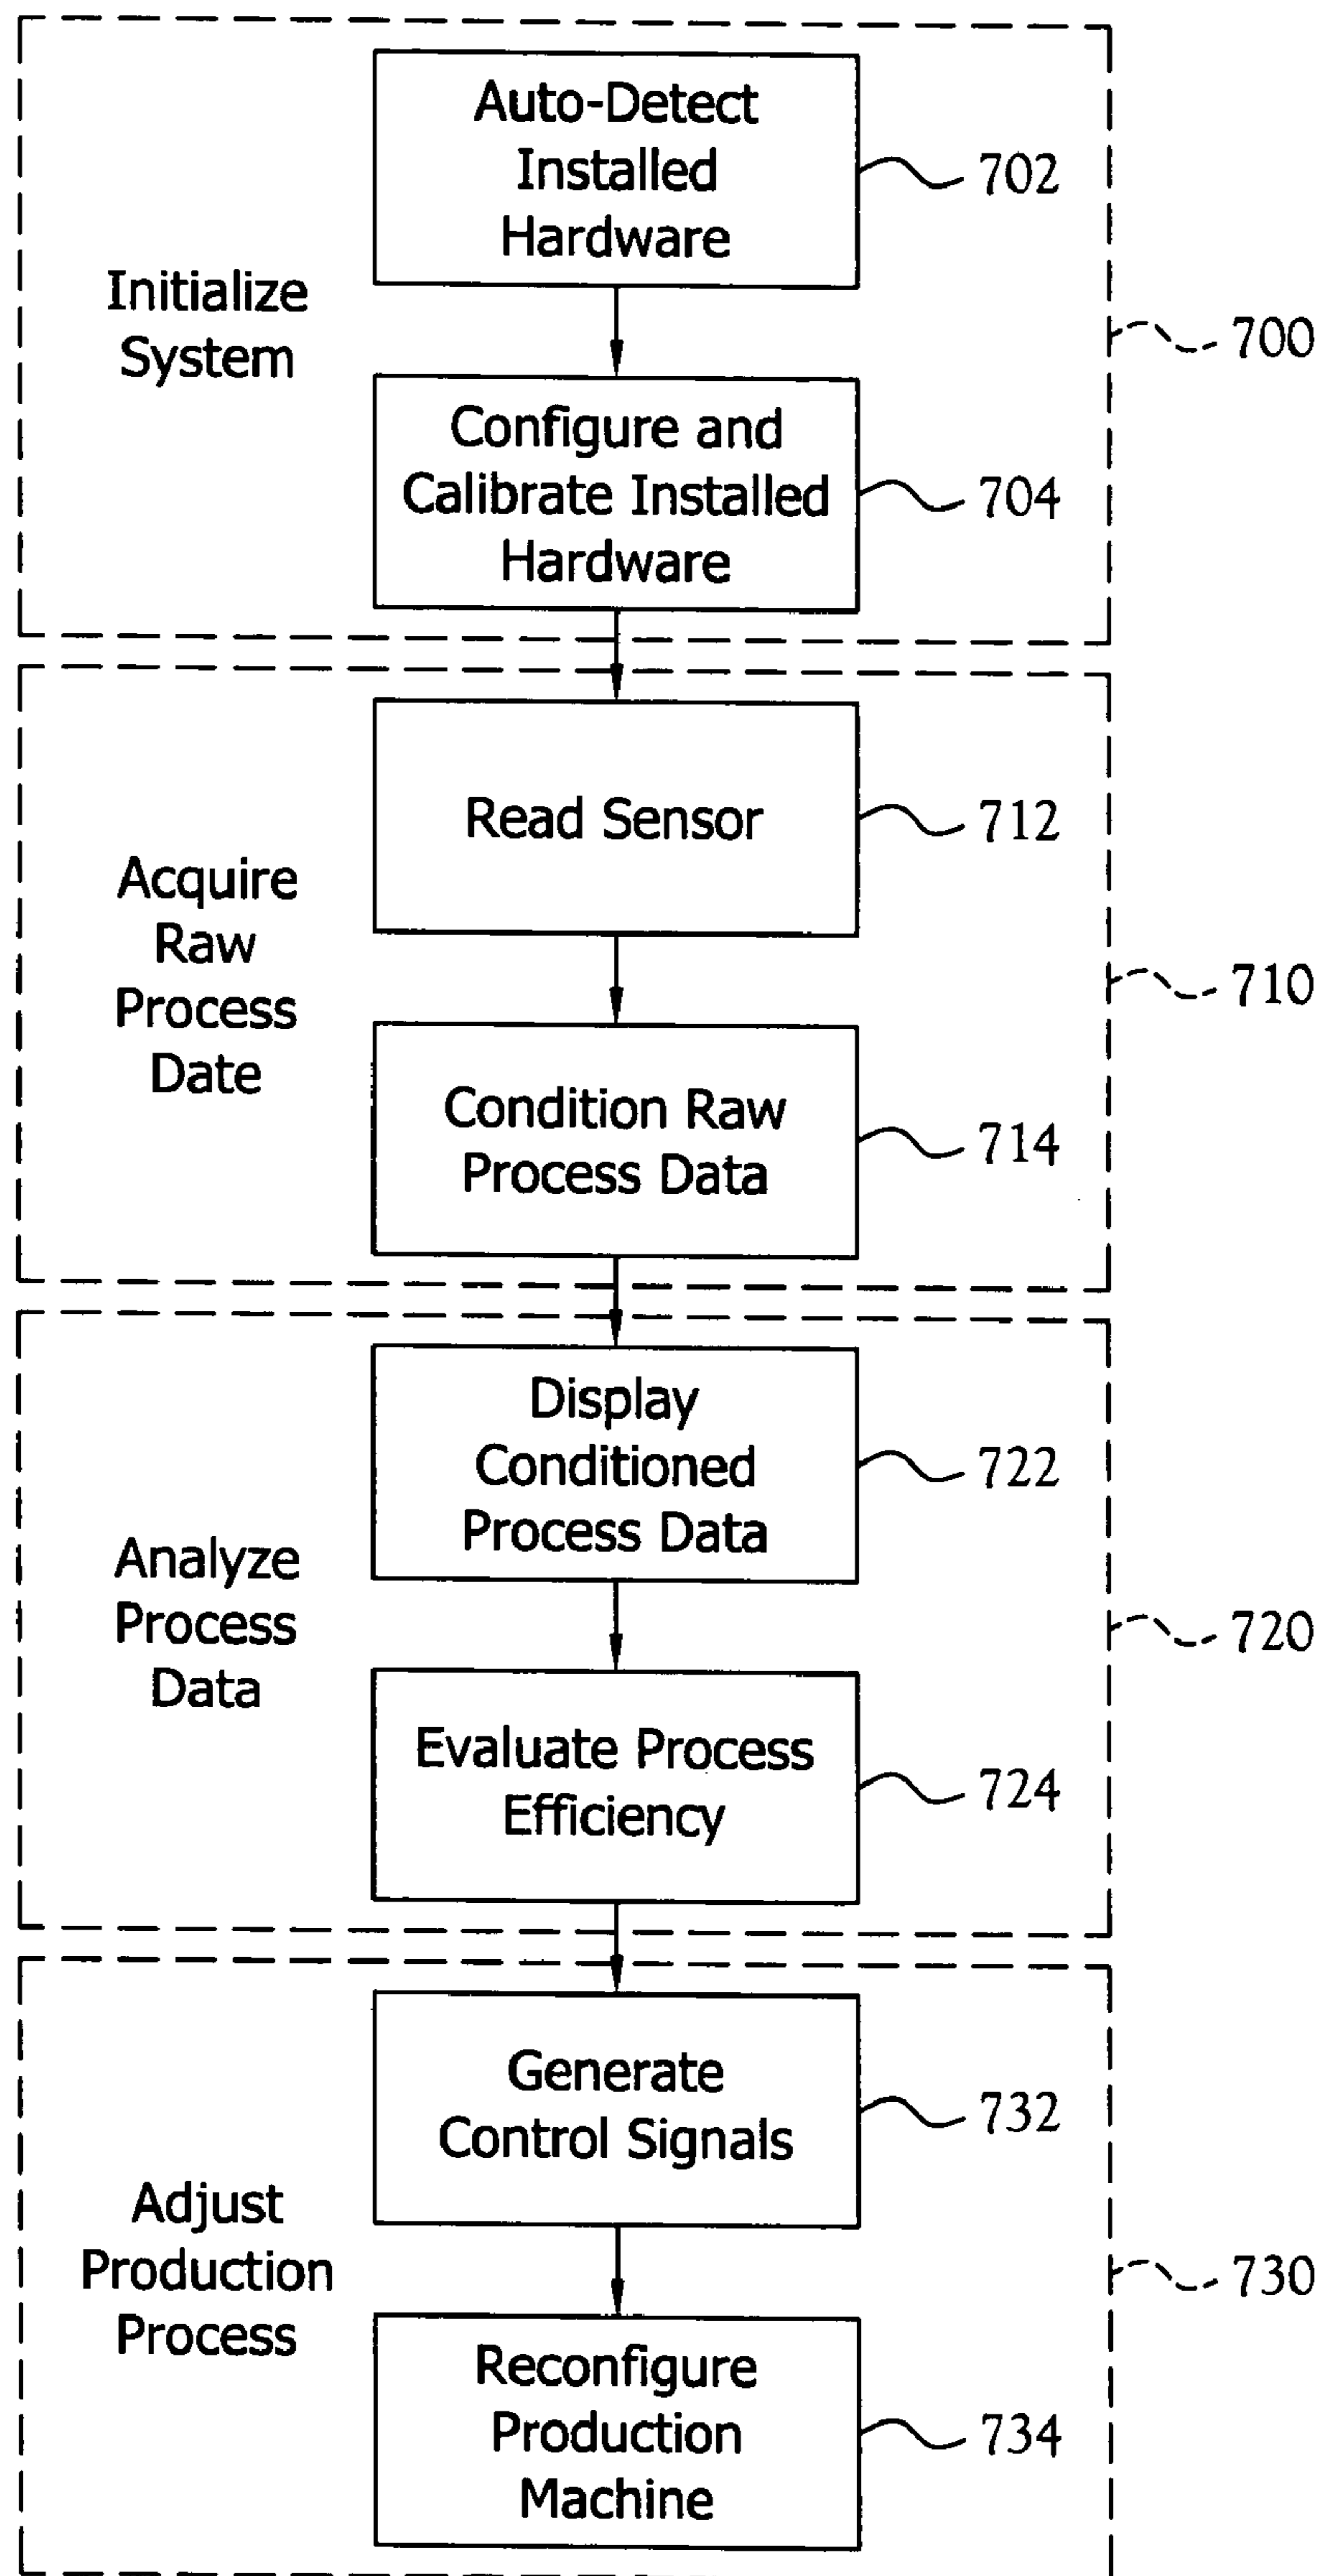 Auto-Detect
Installed
Hardware
702
Initialize
System
700
Configure and
Calibrate Installed
Hardware
704
Read Sensor
712
Acquire
Raw
Process
Date
710
Condition Raw
Process Data
714
Display
Conditioned
Process Data
722
Analyze
Process
Data
720
Evaluate Process
Efficiency
724
Generate
Control Signals
732
Adjust
Production
Process
730
Reconfigure
Production
Machine
734